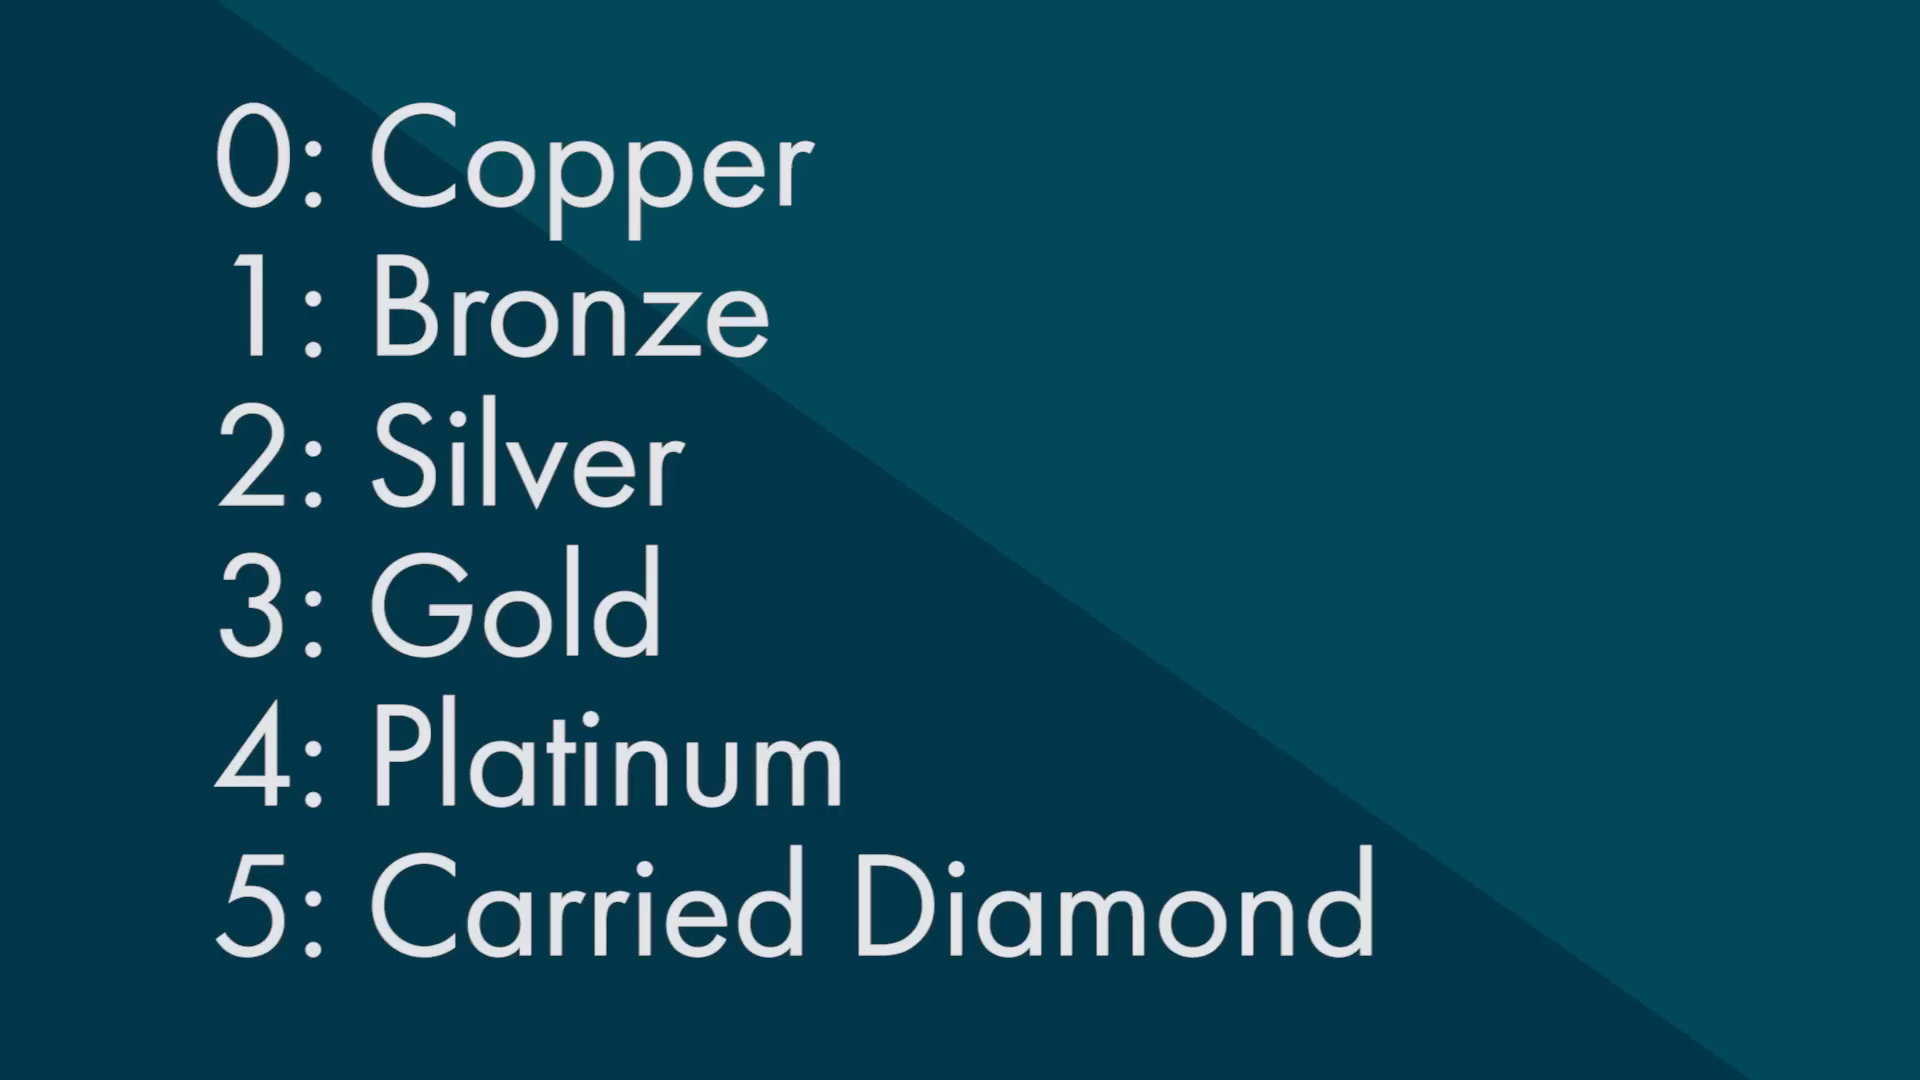 0: Copper
1: Bronze
2: Silver
3: Gold
4: Platinum
5: Carried Diamond